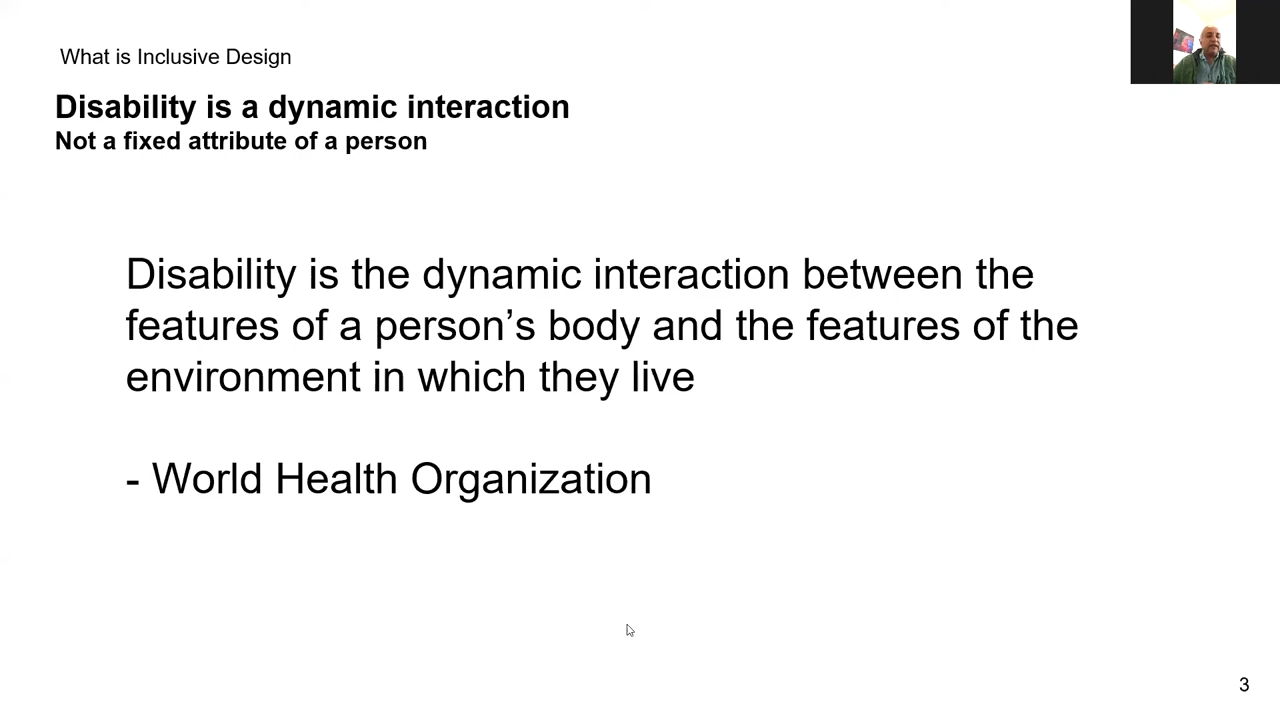 What is Inclusive Design
Disability is a dynamic interaction
Not a fixed attribute of a person
Disability is the dynamic interaction between the
features of a person’s body and the features of the
environment in which they live
- World Health Organization
3